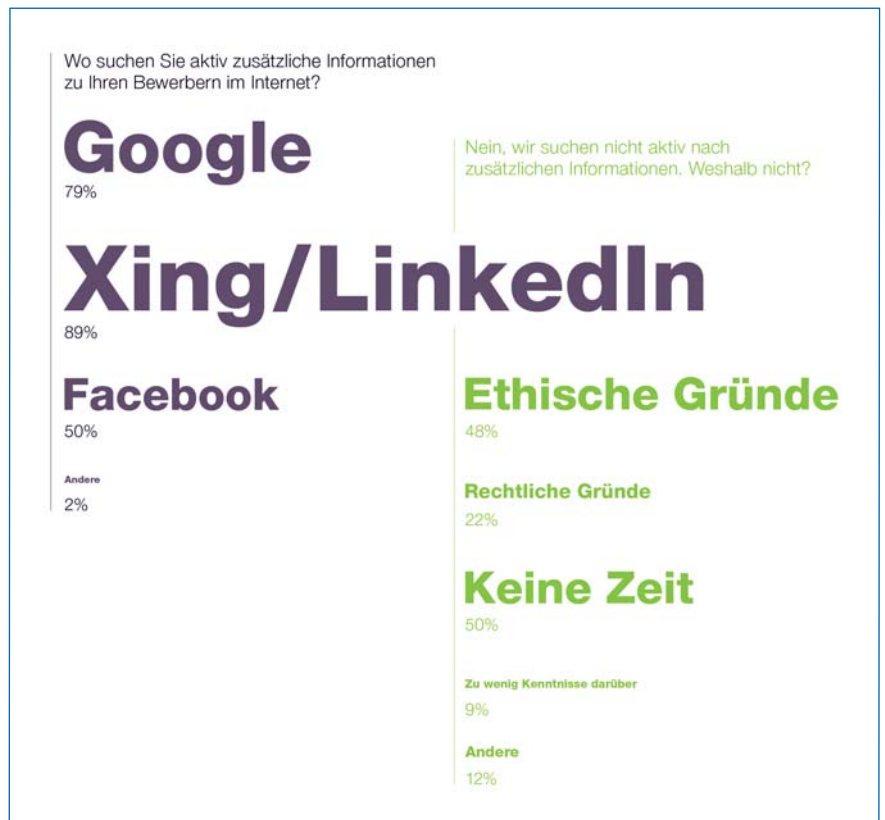 Wo suchen Sie aktiv zusätzliche Informationen
zu Ihren Bewerbern im Internet?
Google
79%
Xing/LinkedIn
89%
Facebook
50%
Andere
2%
Nein, wir suchen nicht aktiv nach
zusätzlichen Informationen. Weshalb nicht?
Ethische Gründe
48%
Rechtliche Gründe
22%
Keine Zeit
50%
Zu wenig Kenntnisse darüber
9%
Andere
12%